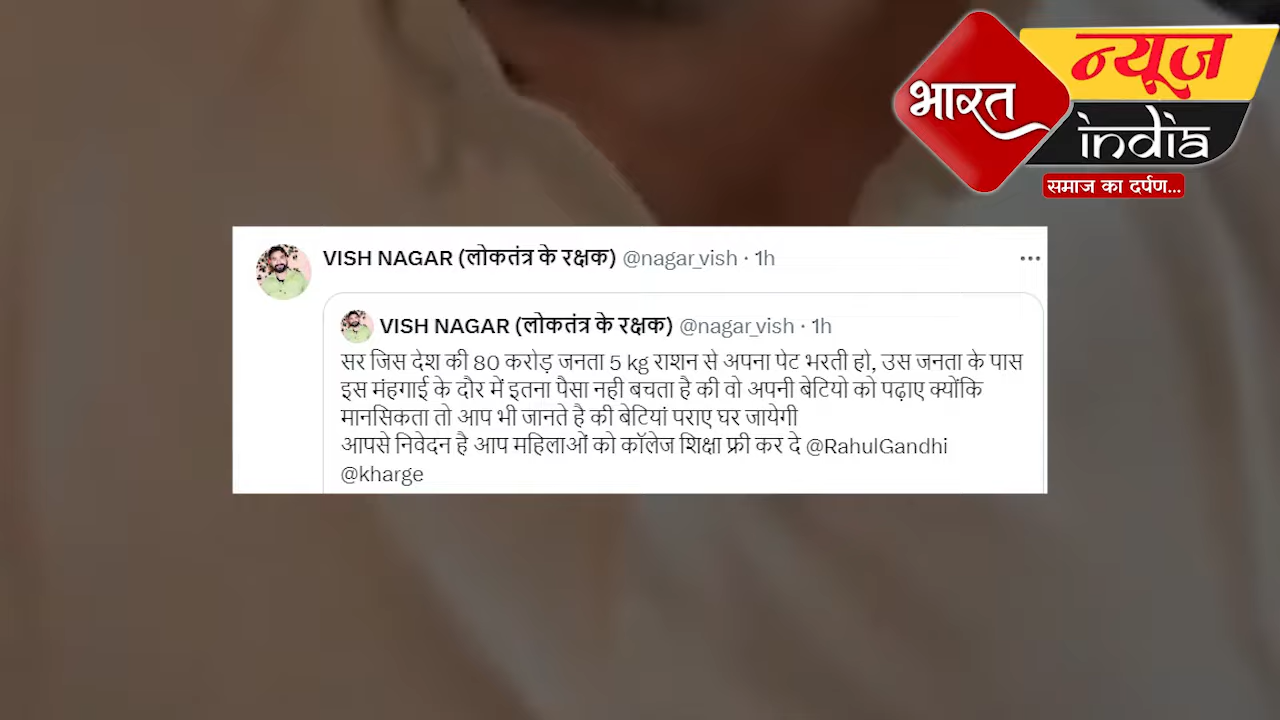 भारत
न्यूज
india
समाज का दर्पण...
VISH NAGAR (लोकतंत्र के रक्षक) @nagar_vish · 1h
VISH NAGAR (लोकतंत्र के रक्षक) @nagar_vish · 1h
सर जिस देश की 80 करोड़ जनता 5 kg राशन से अपना पेट भरती हो, उस जनता के पास
इस मंहगाई के दौर में इतना पैसा नही बचता है की वो अपनी बेटियो को पढ़ाए क्योंकि
मानसिकता तो आप भी जानते है की बेटियां पराए घर जायेगी
आपसे निवेदन है आप महिलाओं को कॉलेज शिक्षा फ्री कर दे @RahulGandhi
@kharge